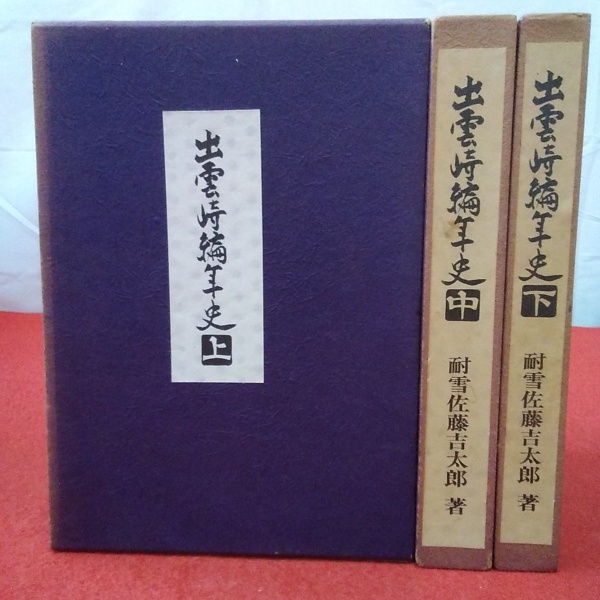 出雲崎編年史 上
出雲崎編年史 中
耐雪佐藤吉太郎 著
出雲崎編年史 下
耐雪佐藤吉太郎 著